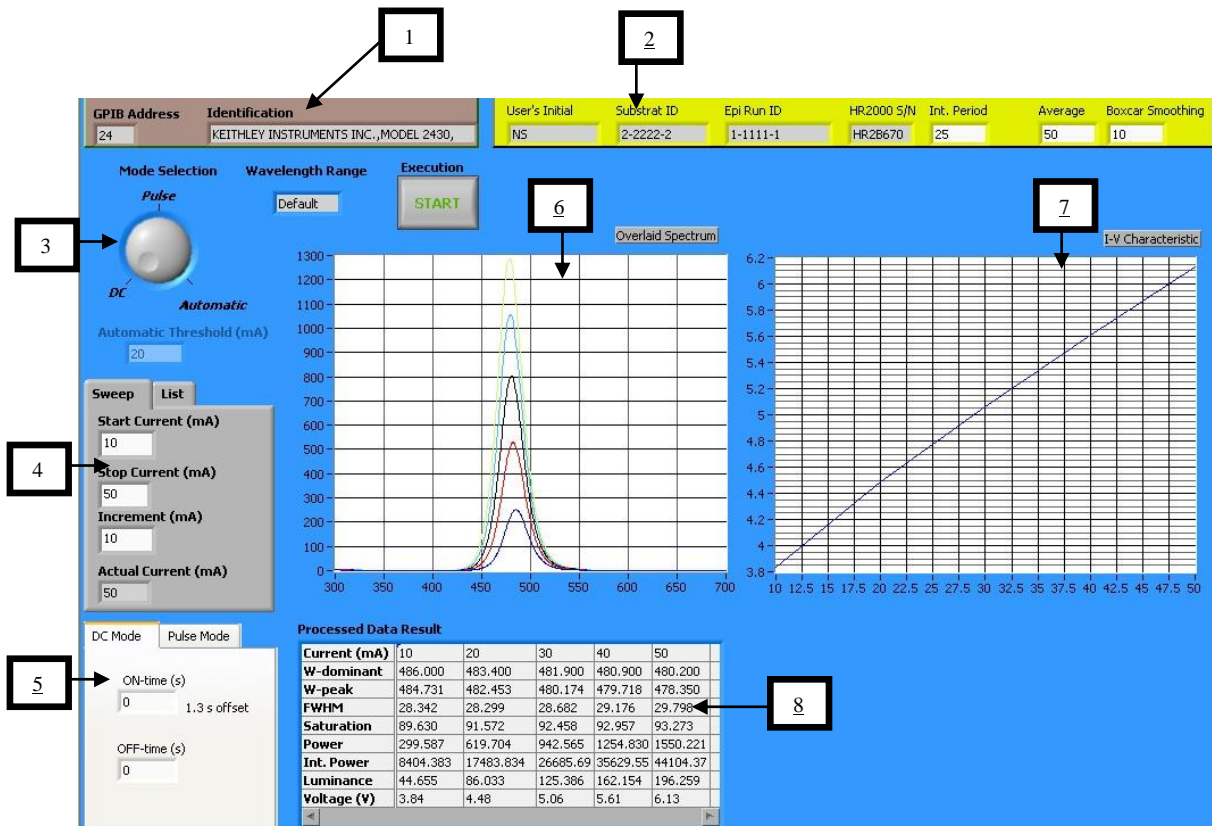 1
2
GPIB Address Identification
24 KEITHLEY INSTRUMENTS INC.,MODEL 2430,
User's Initial Substrat ID Epi Run ID HR2000 S/N Int. Period Average Boxcar Smoothing
NS 2-2222-2 1-1111-1 HR2B670 25 50 10
Mode Selection Wavelength Range Execution
Pulse
Default START
DC
Automatic
3
Automatic Threshold (mA)
20
Sweep List
Start Current (mA)
10
Stop Current (mA)
50
Increment (mA)
10
Actual Current (mA)
50
4
DC Mode Pulse Mode
ON-time (s)
0 1.3 s offset
OFF-time (s)
0
5
6
Overlaid Spectrum
1300
1200
1100
1000
900
800
700
600
500
400
300
200
100
0
300 350 400 450 500 550 600 650 700
7
I-V Characteristic
6.2
6
5.8
5.6
5.4
5.2
5
4.8
4.6
4.4
4.2
4
3.8
10 12.5 15 17.5 20 22.5 25 27.5 30 32.5 35 37.5 40 42.5 45 47.5 50
Processed Data Result
Current (mA) 10 20 30 40 50
W-dominant 486.000 483.400 481.900 480.900 480.200
W-peak 484.731 482.453 480.174 479.718 478.350
FWHM 28.342 28.299 28.682 29.176 29.798
Saturation 89.630 91.572 92.458 92.957 93.273
Power 299.587 619.704 942.565 1254.830 1550.221
Int. Power 8404.383 17483.834 26685.69 35629.55 44104.37
Luminance 44.655 86.033 125.386 162.154 196.259
Voltage (V) 3.84 4.48 5.06 5.61 6.13
8